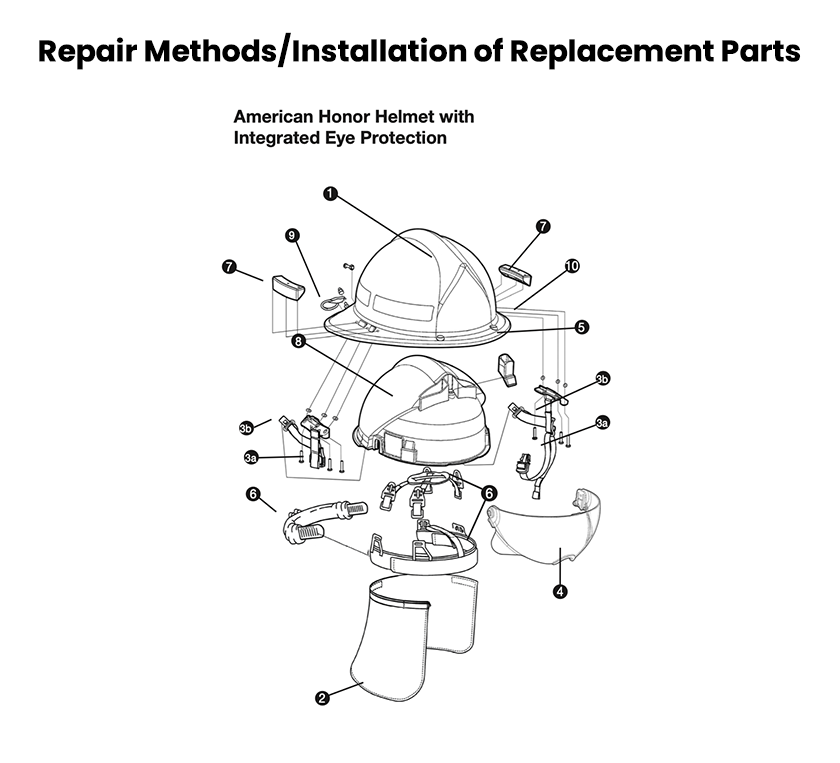 Repair Methods/Installation of Replacement Parts
American Honor Helmet with
Integrated Eye Protection
1
7
9
7
10
5
8
3b
3a
3b
3a
6
6
4
2